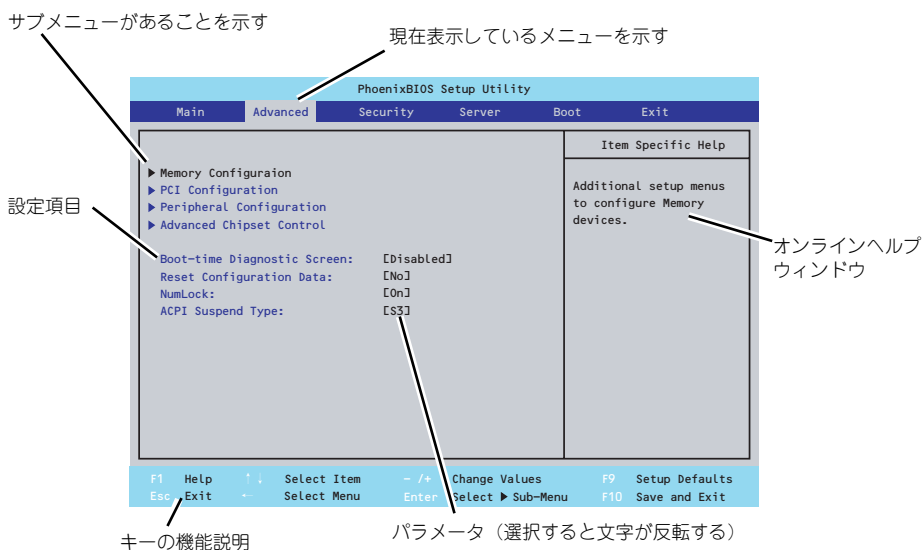 サブメニューがあることを示す
現在表示しているメニューを示す
PhoenixBIOS Setup Utility
Main Advanced Security Server Boot Exit
Item Specific Help
▶ Memory Configuraion
▶ PCI Configuration
▶ Peripheral Configuration
▶ Advanced Chipset Control
Additional setup menus
to configure Memory
devices.
設定項目
オンラインヘルプ
ウィンドウ
Boot-time Diagnostic Screen: [Disabled]
Reset Configuration Data: [No]
NumLock: [On]
ACPI Suspend Type: [S3]
F1 Help ↑↓ Select Item - /+ Change Values F9 Setup Defaults
Esc Exit ← Select Menu Enter Select ▶ Sub-Menu F10 Save and Exit
キーの機能説明
パラメータ（選択すると文字が反転する）